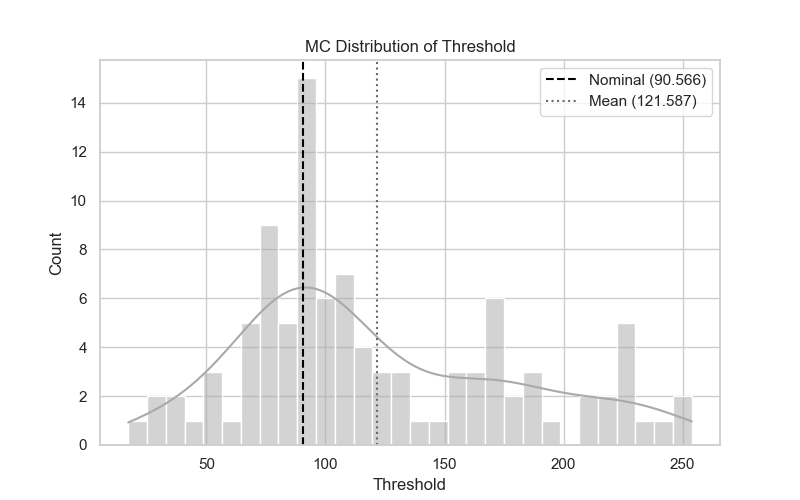 MC Distribution of Threshold
Nominal (90.566)
Mean (121.587)
Count
14
12
10
8
6
4
2
0
50
100
150
200
250
Threshold